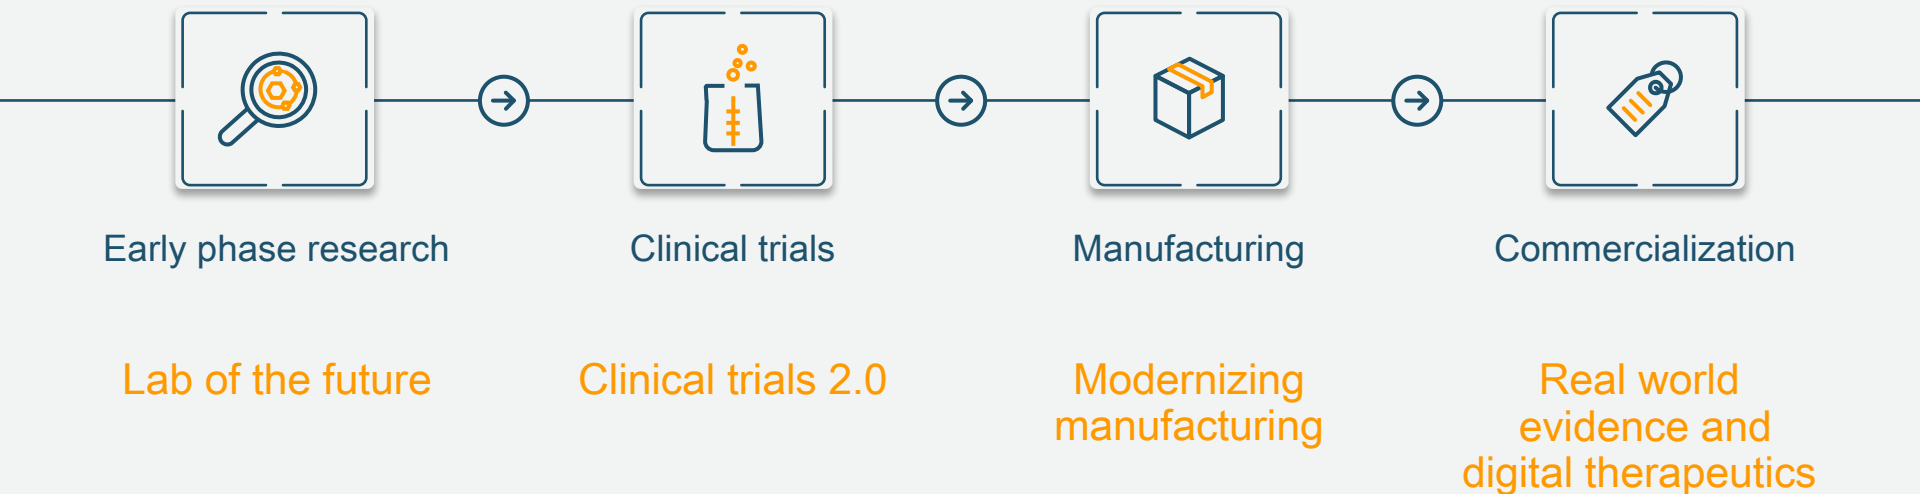 Early phase research
Clinical trials
Manufacturing
Commercialization
Lab of the future
Clinical trials 2.0
Modernizing
manufacturing
Real world
evidence and
digital therapeutics